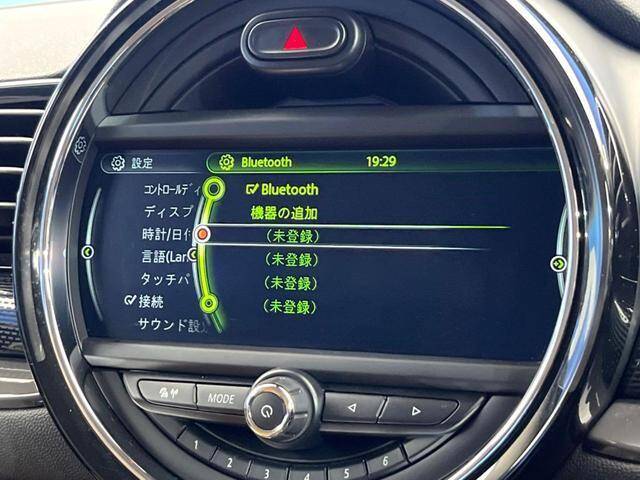 設定
Bluetooth 19:29
コントロールディ
ディスプ
時計/日付
言語(Lan
タッチパ
接続
サウンド設
Bluetooth
機器の追加
(未登録)
(未登録)
(未登録)
(未登録)
MODE
1 2 3 4 5 6